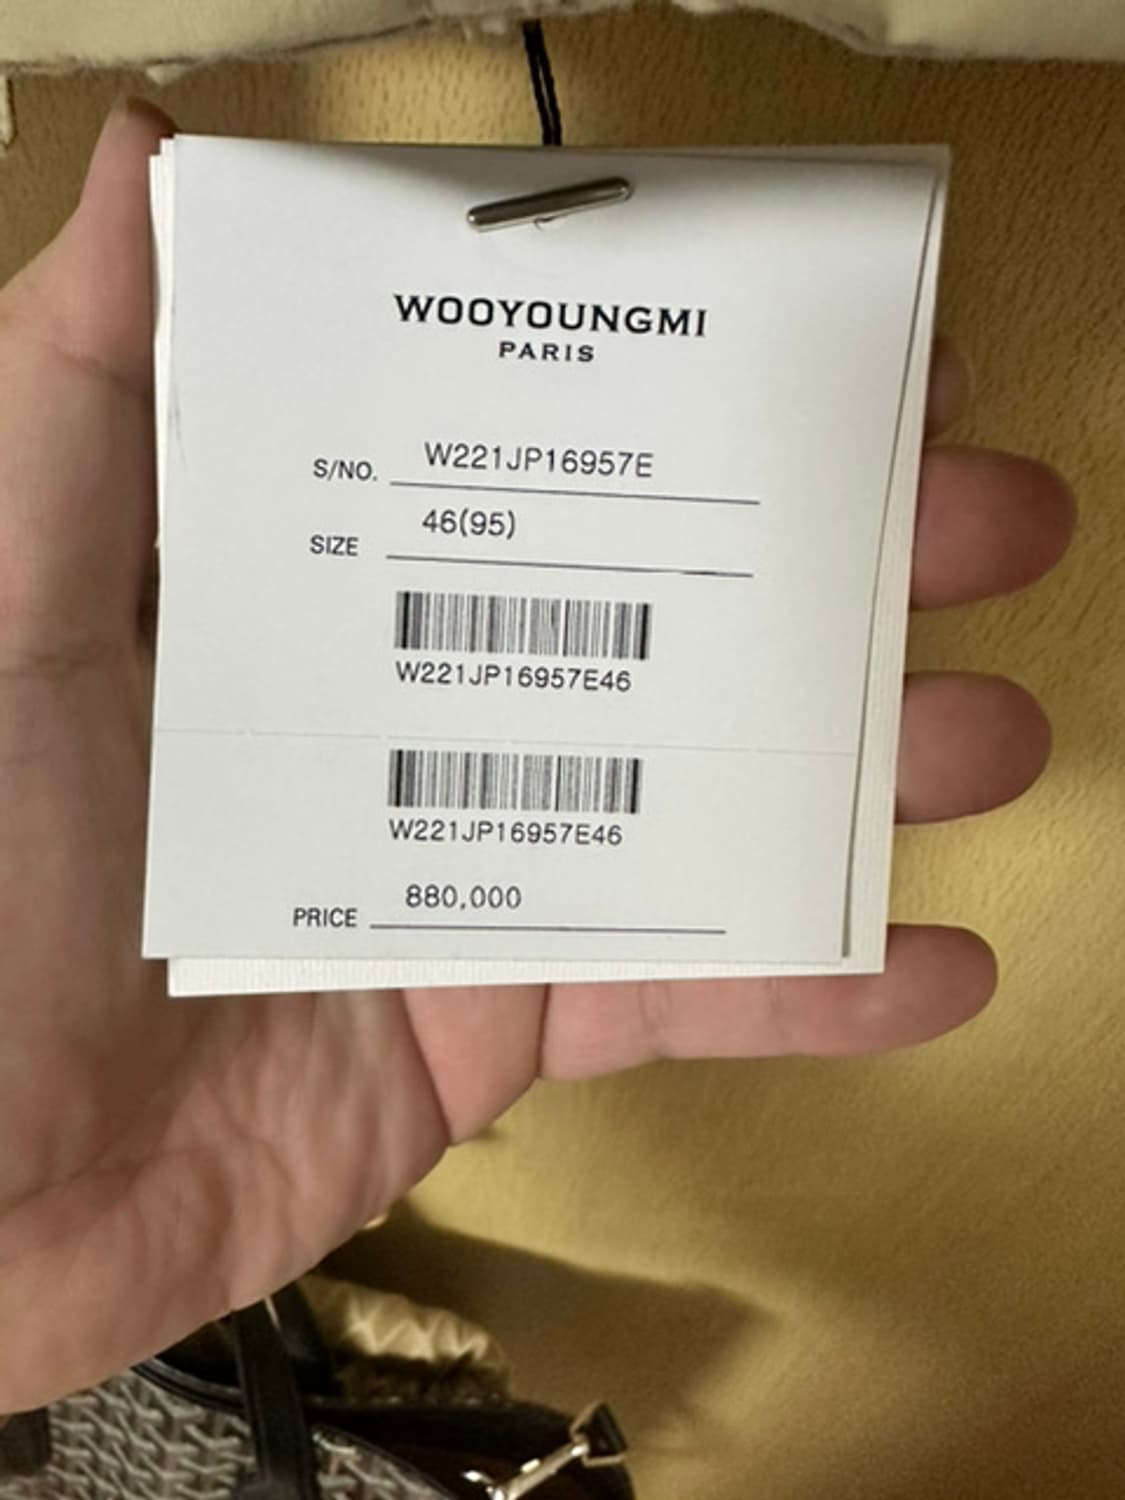 WOOYOUNGMI
PARIS
S/NO. W221JP16957E
SIZE 46(95)
W221JP16957E46
W221JP16957E46
PRICE 880,000